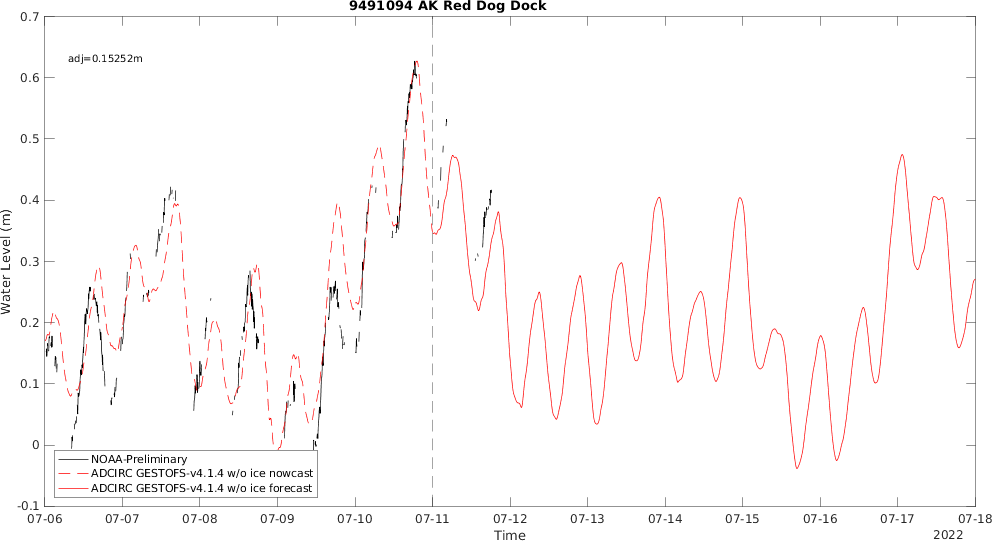 9491094 AK Red Dog Dock
adj=0.15252m
Water Level (m)
0.7
0.6
0.5
0.4
0.3
0.2
0.1
0
-0.1
NOAA-Preliminary
ADCIRC GESTOFS-v4.1.4 w/o ice nowcast
ADCIRC GESTOFS-v4.1.4 w/o ice forecast
07-06 07-07 07-08 07-09 07-10 07-11 07-12 07-13 07-14 07-15 07-16 07-17 07-18
Time
2022